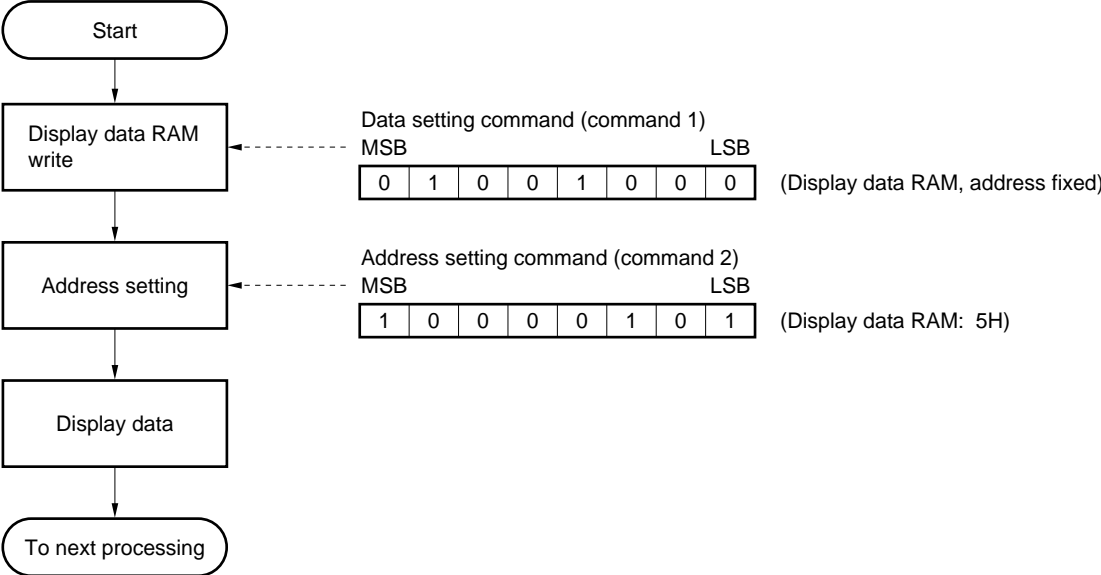 Start
Display data RAM
write
Data setting command (command 1)
MSB LSB
0 1 0 0 1 0 0 0 (Display data RAM, address fixed)
Address setting
Address setting command (command 2)
MSB LSB
1 0 0 0 0 1 0 1 (Display data RAM: 5H)
Display data
To next processing